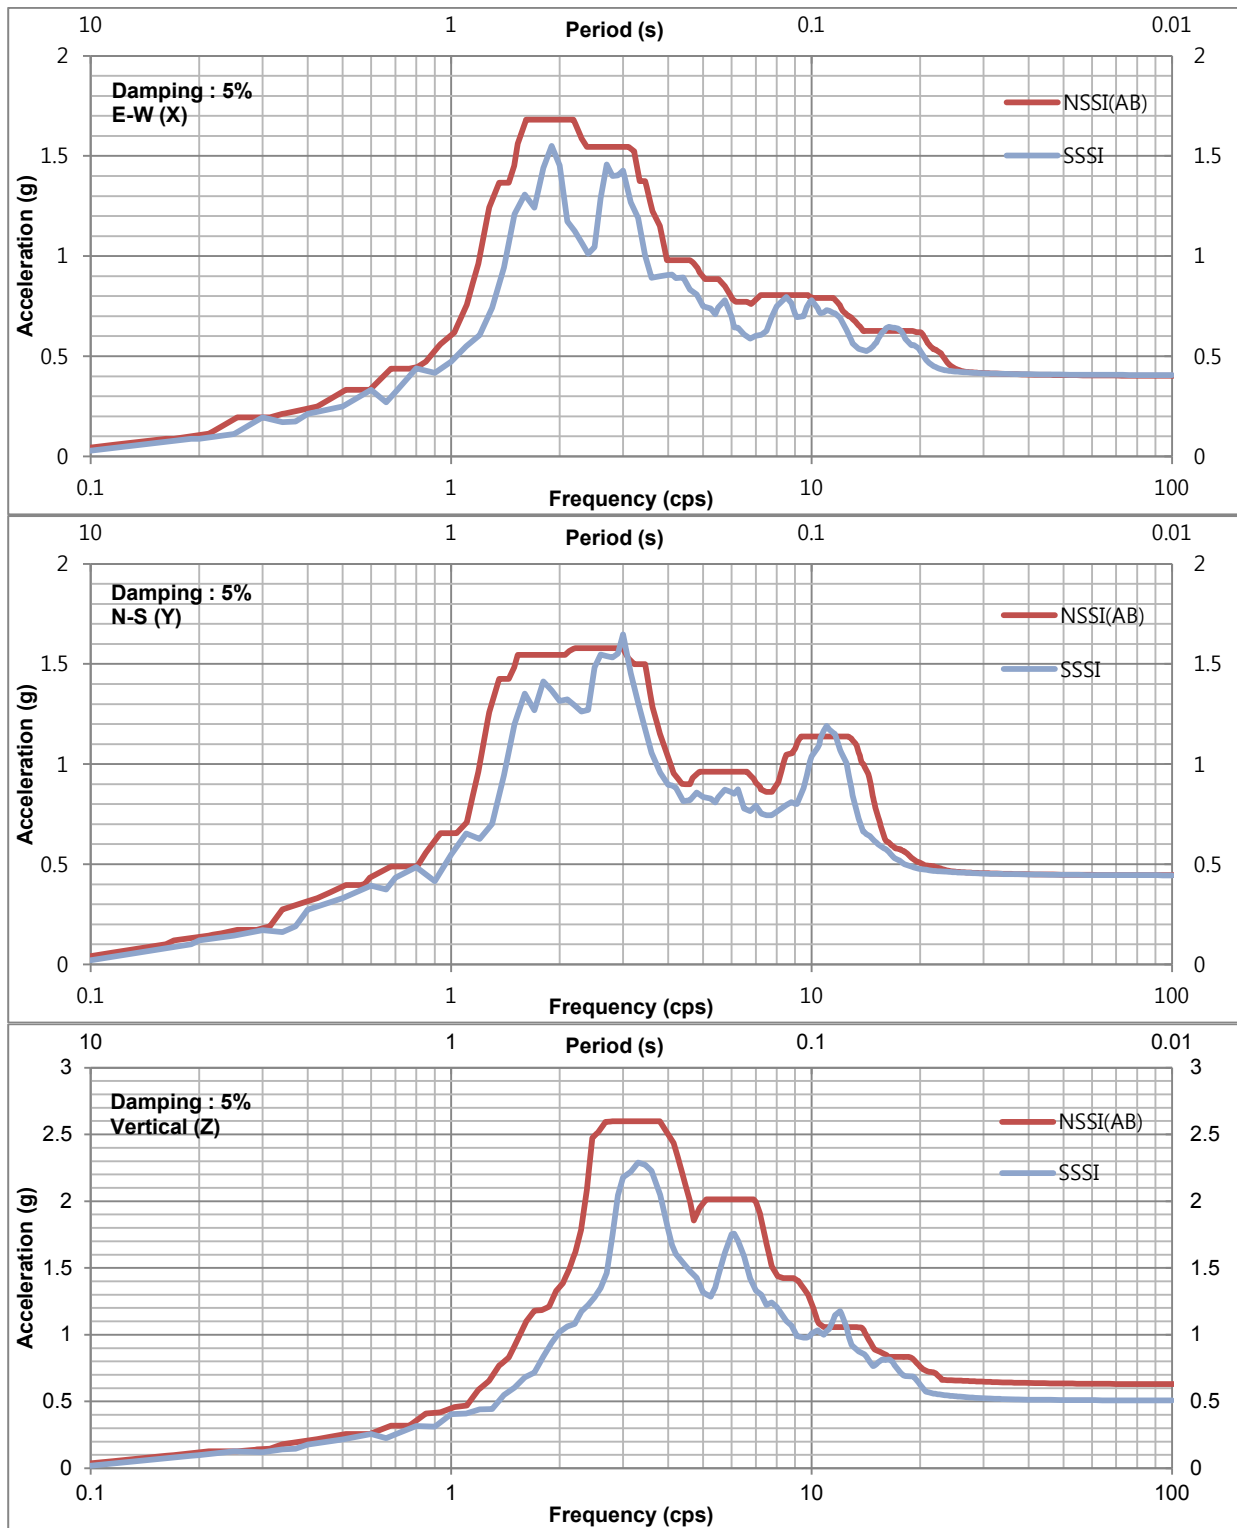 10 1 Period (s) 0.1 0.01
2 2
Damping : 5%
E-W (X)
NSSI(AB)
1.5 SSSI 1.5
Acceleration (g)
1 1
0.5 0.5
0 0
0.1 1 10 100
Frequency (cps)
10 1 Period (s) 0.1 0.01
2 2
Damping : 5%
N-S (Y)
NSSI(AB)
1.5 SSSI 1.5
Acceleration (g)
1 1
0.5 0.5
0 0
0.1 1 10 100
Frequency (cps)
10 1 Period (s) 0.1 0.01
3 3
Damping : 5%
Vertical (Z)
NSSI(AB)
2.5 2.5
SSSI
2 2
Acceleration (g)
1.5 1.5
1 1
0.5 0.5
0 0
0.1 1 10 100
Frequency (cps)